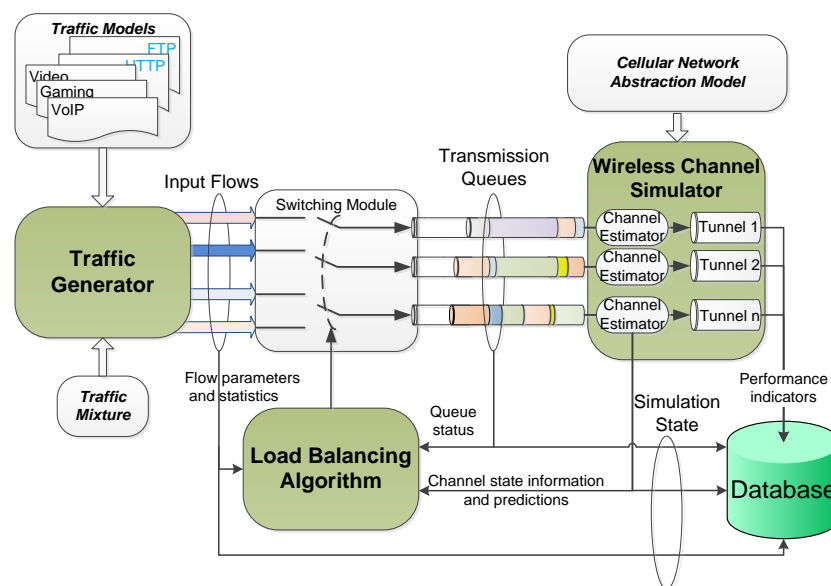 Traffic Models
FTP
HTTP
Video
Gaming
VoIP
Cellular Network
Abstraction Model
Input Flows
Transmission
Queues
Wireless Channel
Simulator
Switching Module
Traffic
Generator
Channel
Estimator
Tunnel 1
Channel
Estimator
Tunnel 2
Channel
Estimator
Tunnel n
Traffic
Mixture
Flow parameters
and statistics
Queue
status
Simulation
State
Performance
indicators
Load Balancing
Algorithm
Channel state information
and predictions
Database